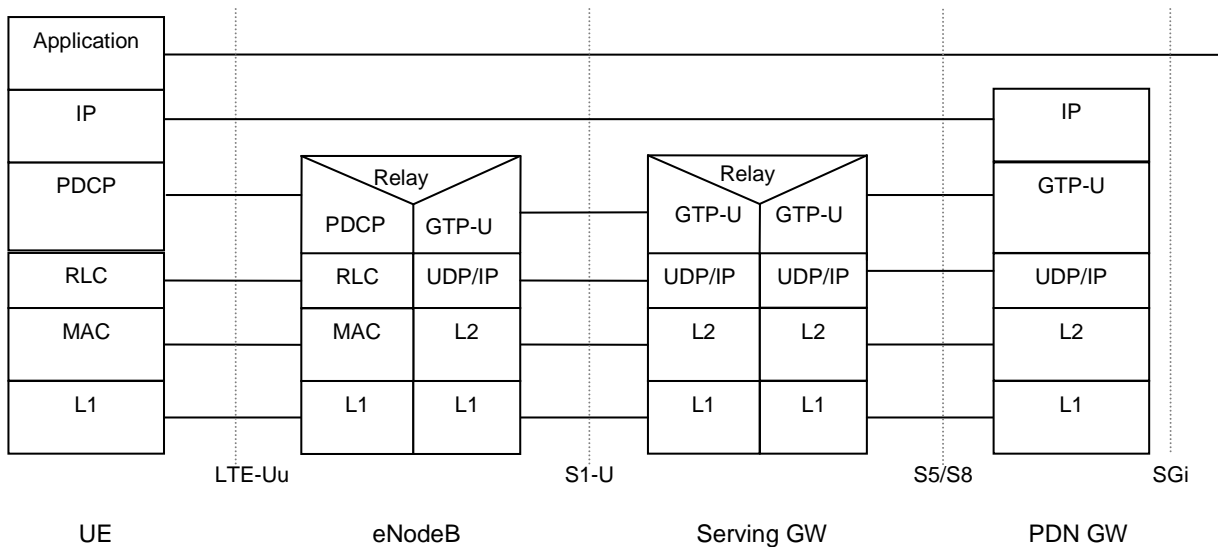 Application
IP
IP
PDCP
Relay
Relay
GTP-U
PDCP
GTP-U
GTP-U
GTP-U
RLC
RLC
UDP/IP
UDP/IP
UDP/IP
UDP/IP
MAC
MAC
L2
L2
L2
L2
L1
L1
L1
L1
L1
L1
LTE-Uu
S1-U
S5/S8
SGi
UE
eNodeB
Serving GW
PDN GW